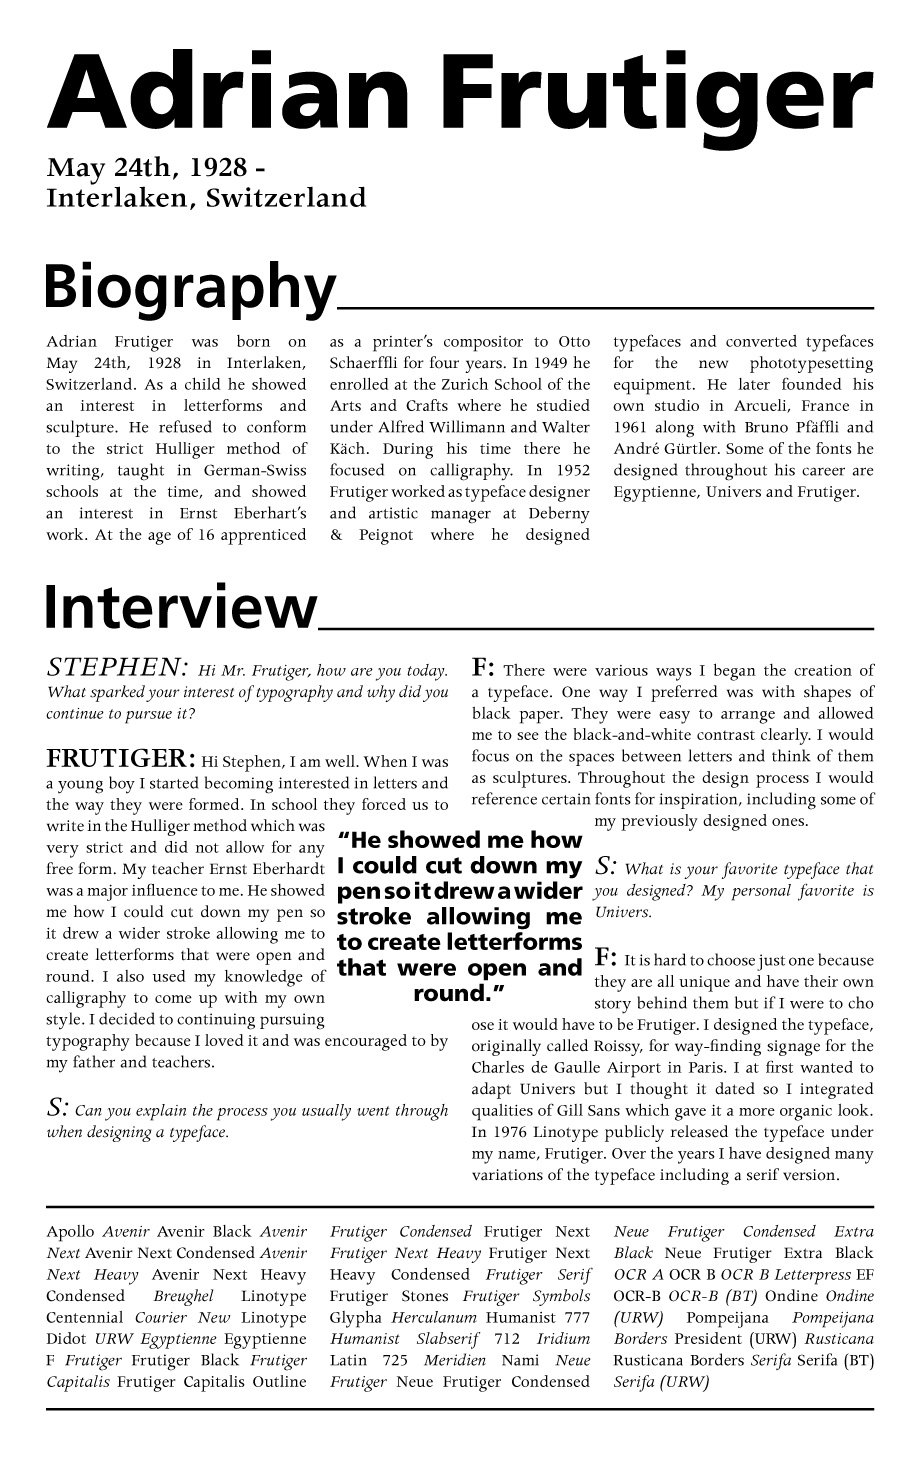 Adrian Frutiger
May 24th, 1928 -
Interlaken, Switzerland
Biography
Adrian Frutiger was born on
May 24th, 1928 in Interlaken,
Switzerland. As a child he showed
an interest in letterforms and
sculpture. He refused to conform
to the strict Hulliger method of
writing, taught in German-Swiss
schools at the time, and showed
an interest in Ernst Eberhart's
work. At the age of 16 apprenticed
as a printer's compositor to Otto
Schaerffli for four years. In 1949 he
enrolled at the Zurich School of the
Arts and Crafts where he studied
under Alfred Willimann and Walter
Käch. During his time there he
focused on calligraphy. In 1952
Frutiger worked as typeface designer
and artistic manager at Deberny
& Peignot where he designed
typefaces and converted typefaces
for the new phototypesetting
equipment. He later founded his
own studio in Arcueli, France in
1961 along with Bruno Pfäffli and
André Gürtler. Some of the fonts he
designed throughout his career are
Egyptienne, Univers and Frutiger.
Interview
STEPHEN: Hi Mr. Frutiger, how are you today.
What sparked your interest of typography and why did you
continue to pursue it?
FRUTIGER: Hi Stephen, I am well. When I was
a young boy I started becoming interested in letters and
the way they were formed. In school they forced us to
write in the Hulliger method which was
very strict and did not allow for any
free form. My teacher Ernst Eberhardt
was a major influence to me. He showed
me how I could cut down my pen so
it drew a wider stroke allowing me to
create letterforms that were open and
round. I also used my knowledge of
calligraphy to come up with my own
style. I decided to continuing pursuing
typography because I loved it and was encouraged to by
my father and teachers.
S: Can you explain the process you usually went through
when designing a typeface.
"He showed me how
I could cut down my
pen so it drew a wider
stroke allowing me
to create letterforms
that were open and
round."
F: There were various ways I began the creation of
a typeface. One way I preferred was with shapes of
black paper. They were easy to arrange and allowed
me to see the black-and-white contrast clearly. I would
focus on the spaces between letters and think of them
as sculptures. Throughout the design process I would
reference certain fonts for inspiration, including some of
my previously designed ones.
S: What is your favorite typeface that
you designed? My personal favorite is
Univers.
F: It is hard to choose just one because
they are all unique and have their own
story behind them but if I were to cho
ose it would have to be Frutiger. I designed the typeface,
originally called Roissy, for way-finding signage for the
Charles de Gaulle Airport in Paris. I at first wanted to
adapt Univers but I thought it dated so I integrated
qualities of Gill Sans which gave it a more organic look.
In 1976 Linotype publicly released the typeface under
my name, Frutiger. Over the years I have designed many
variations of the typeface including a serif version.
Apollo Avenir Avenir Black Avenir
Next Avenir Next Condensed Avenir
Next Heavy Avenir Next Heavy
Condensed Breughel Linotype
Centennial Courier New Linotype
Didot URW Egyptienne Egyptienne
F Frutiger Frutiger Black Frutiger
Capitalis Frutiger Capitalis Outline
Frutiger Condensed Frutiger Next
Frutiger Next Heavy Frutiger Next
Heavy Condensed Frutiger Serif
Frutiger Stones Frutiger Symbols
Glypha Herculanum Humanist 777
Humanist Slabserif 712 Iridium
Latin 725 Meridien Nami Neue
Frutiger Neue Frutiger Condensed
Neue Frutiger Condensed Extra
Black Neue Frutiger Extra Black
OCR A OCR B OCR B Letterpress EF
OCR-B OCR-B (BT) Ondine Ondine
(URW) Pompeijana Pompeijana
Borders President (URW) Rusticana
Rusticana Borders Serifa Serifa (BT)
Serifa (URW)